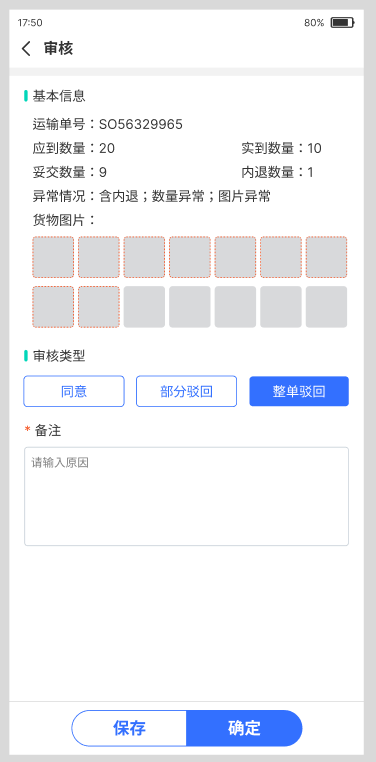 17:50 80%
审核
基本信息
运输单号：SO56329965
应到数量：20 实到数量：10
妥交数量：9 内退数量：1
异常情况：含内退；数量异常；图片异常
货物图片：
审核类型
同意 部分驳回 整单驳回
* 备注
请输入原因
保存 确定